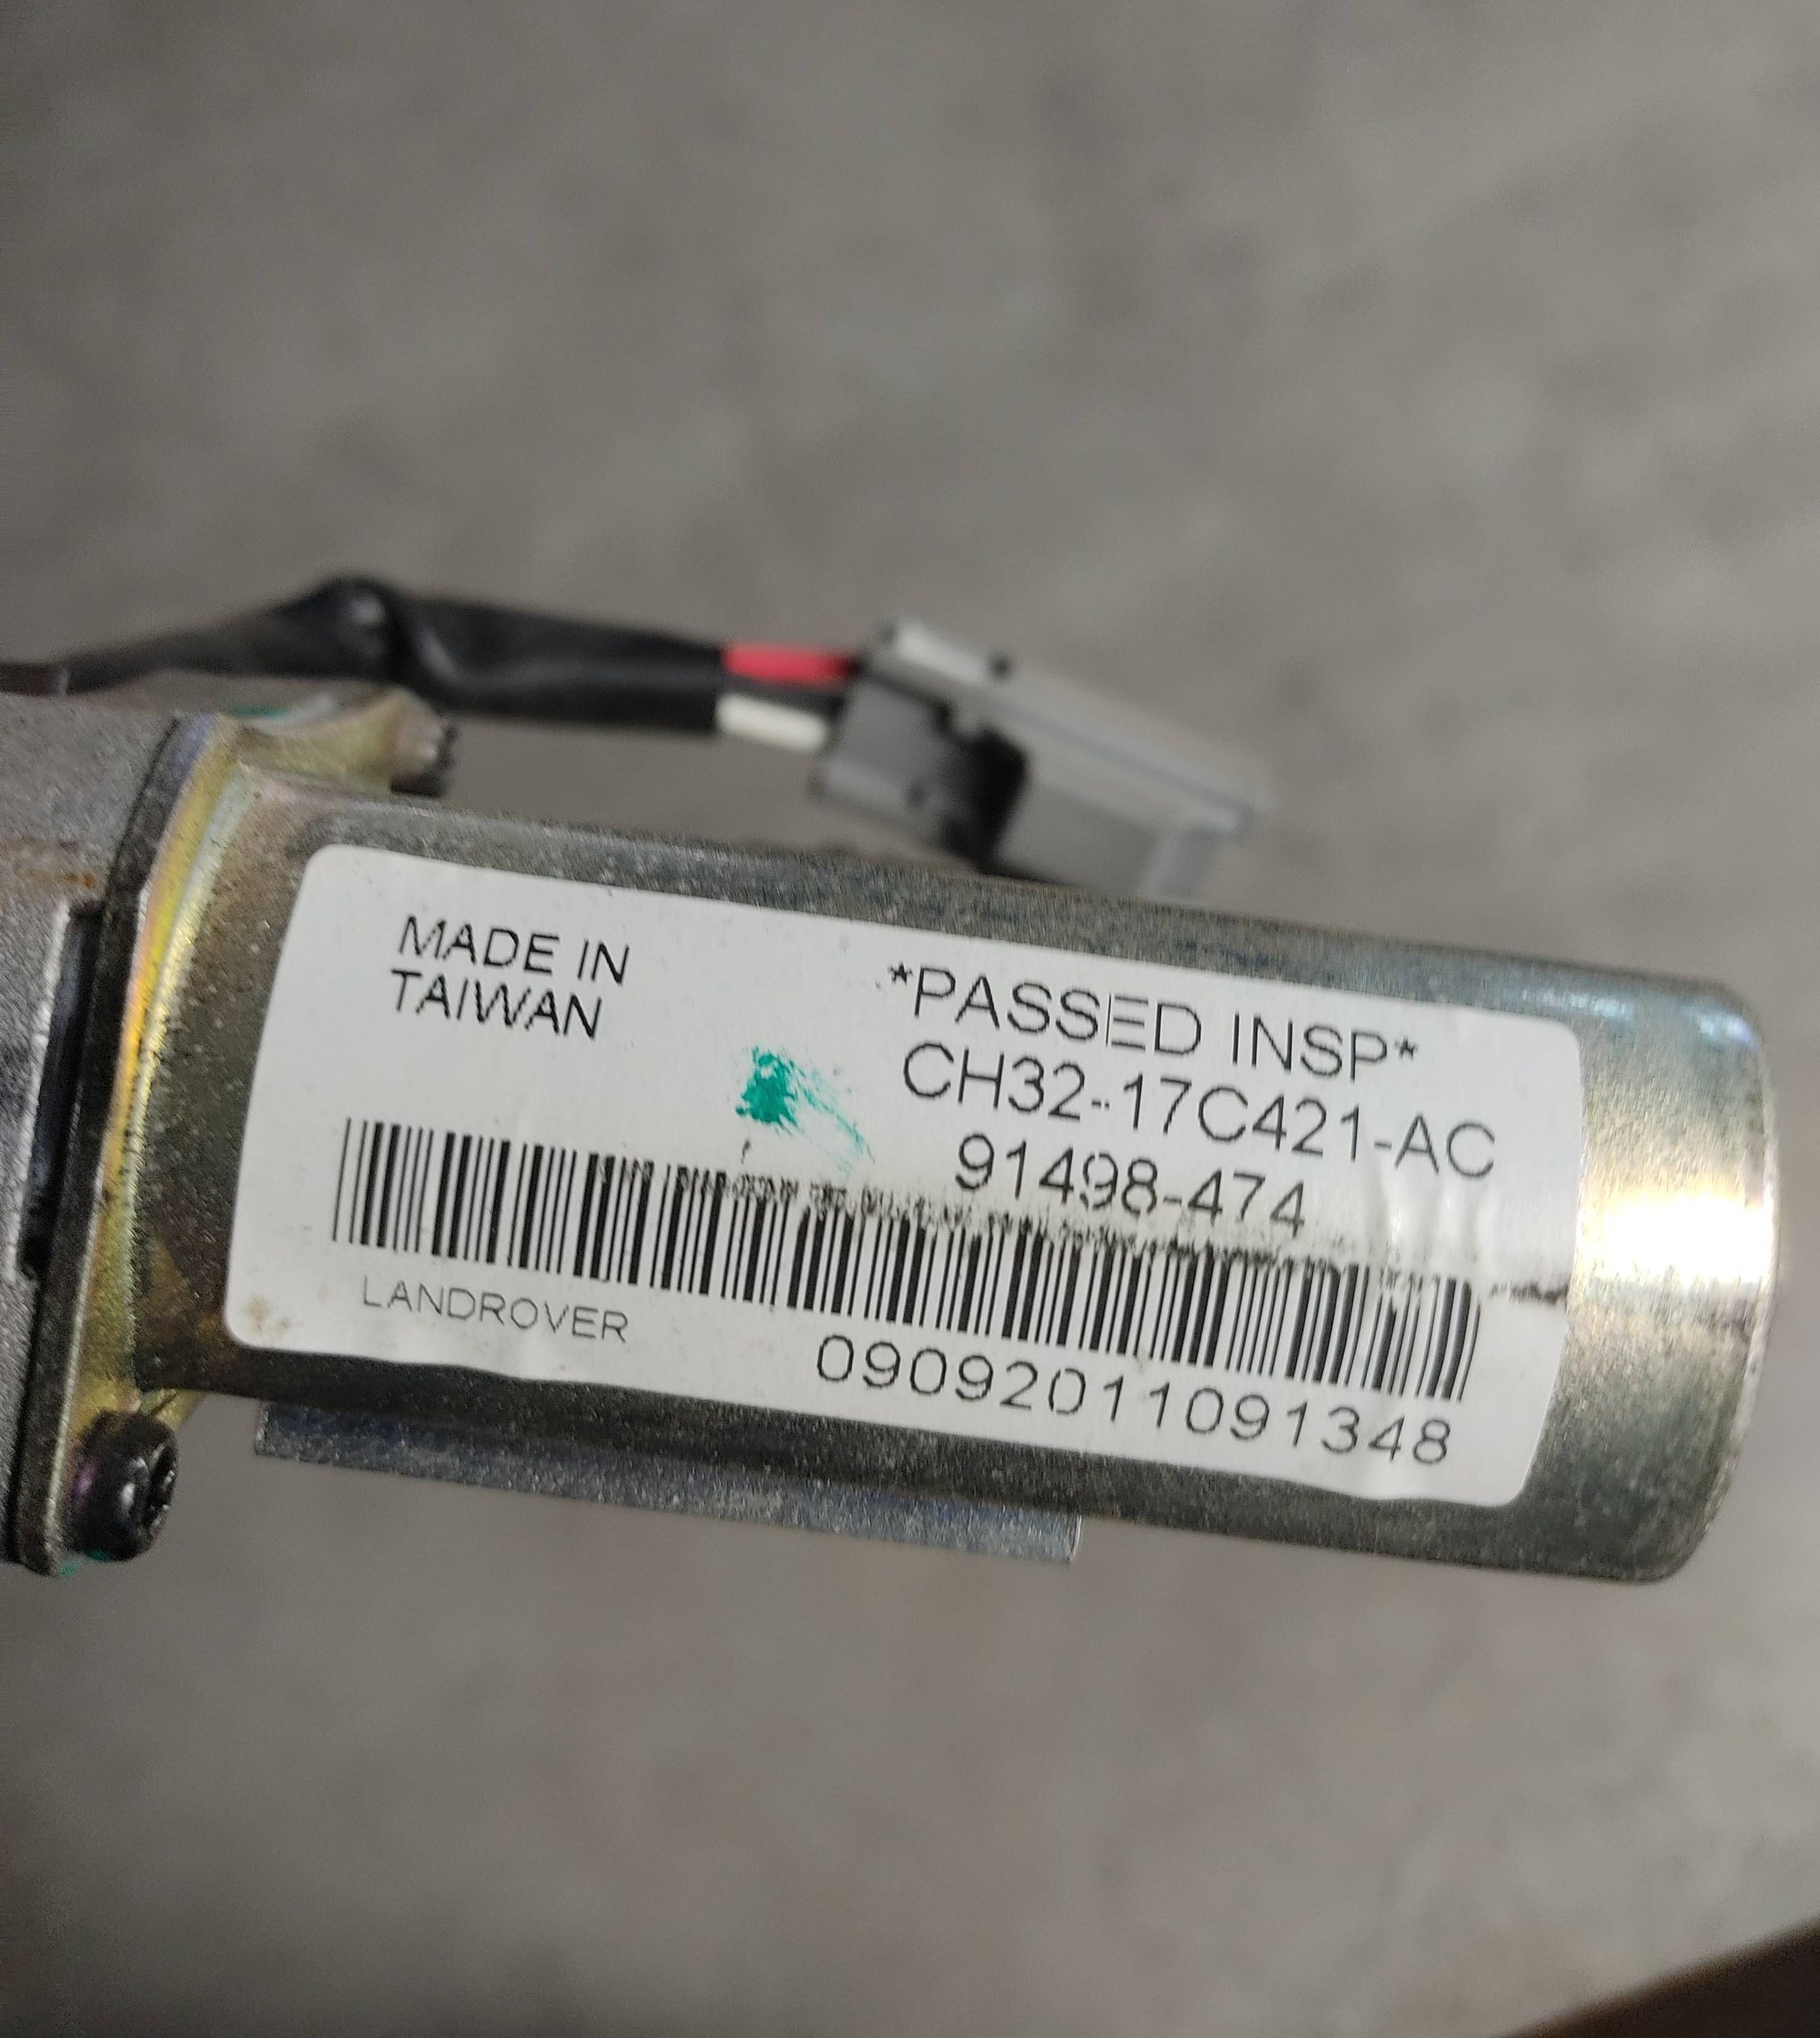 MADE IN
TAIWAN
*PASSED INSP*
CH32-17C421-AC
91498-474
LANDROVER
09092011091348